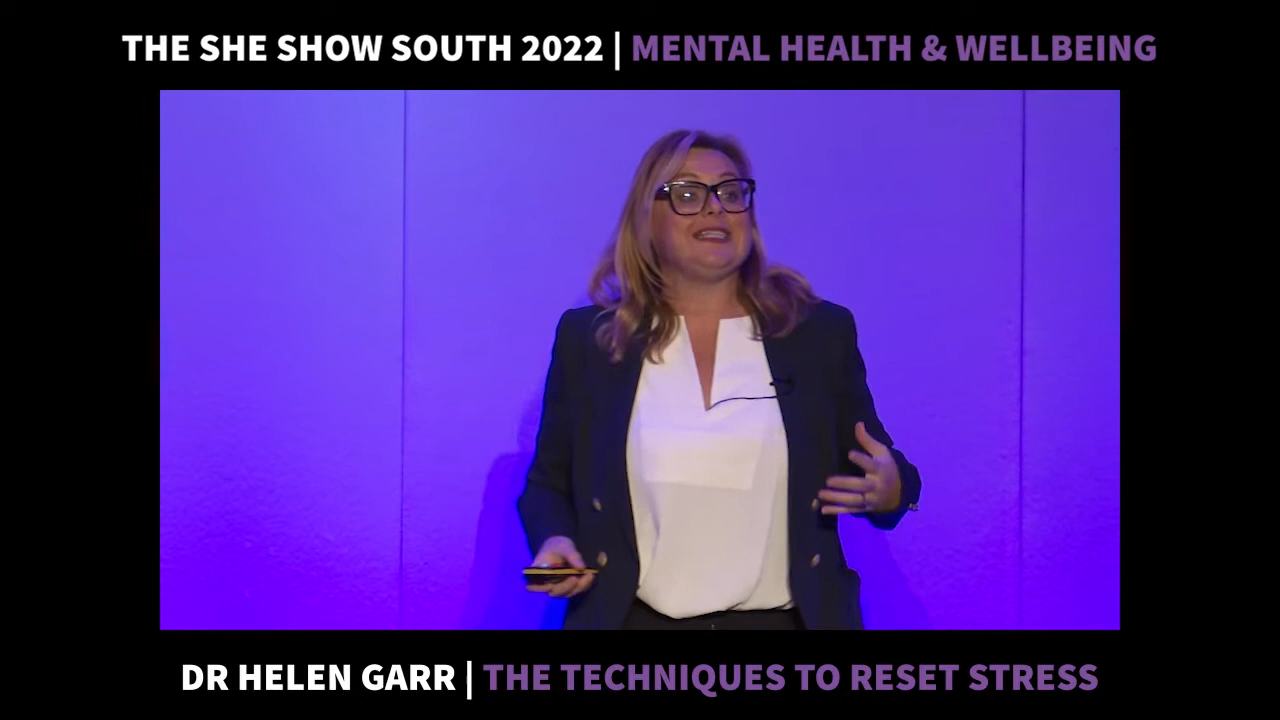 THE SHE SHOW SOUTH 2022 | MENTAL HEALTH & WELLBEING
DR HELEN GARR | THE TECHNIQUES TO RESET STRESS